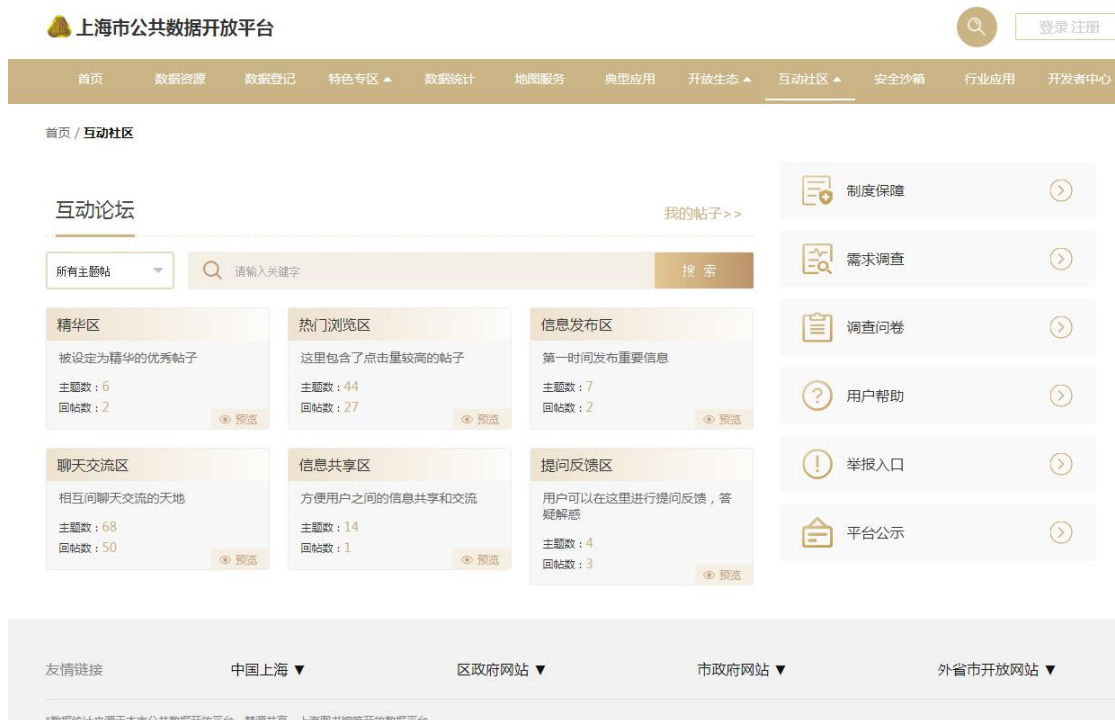 上海市公共数据开放平台
登录 注册
首页 数据资源 数据登记 特色专区 数据统计 地图服务 典型应用 开放生态 互动社区 安全沙箱 行业应用 开发者中心
首页 / 互动社区
互动论坛
我的帖子>>
所有主题帖
请输入关键字
搜 索
精华区
被设定为精华的优秀帖子
主题数：6
回帖数：2
预览
热门浏览区
这里包含了点击量较高的帖子
主题数：44
回帖数：27
预览
信息发布区
第一时间发布重要信息
主题数：7
回帖数：2
预览
聊天交流区
相互间聊天交流的天地
主题数：68
回帖数：50
预览
信息共享区
方便用户之间的信息共享和交流
主题数：14
回帖数：1
预览
提问反馈区
用户可以在这里进行提问反馈，答
疑解惑
主题数：4
回帖数：3
预览
制度保障
需求调查
调查问卷
用户帮助
举报入口
平台公示
友情链接 中国上海 ▼ 区政府网站 ▼ 市政府网站 ▼ 外省市开放网站 ▼